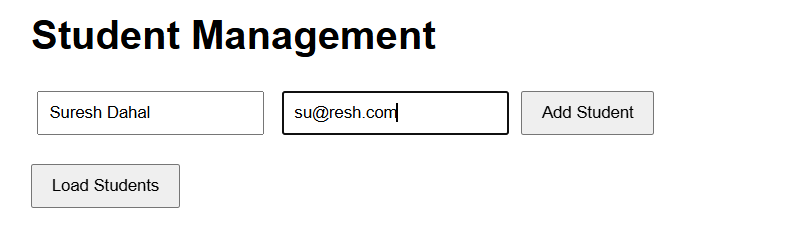 Student Management
Suresh Dahal su@resh.com Add Student
Load Students